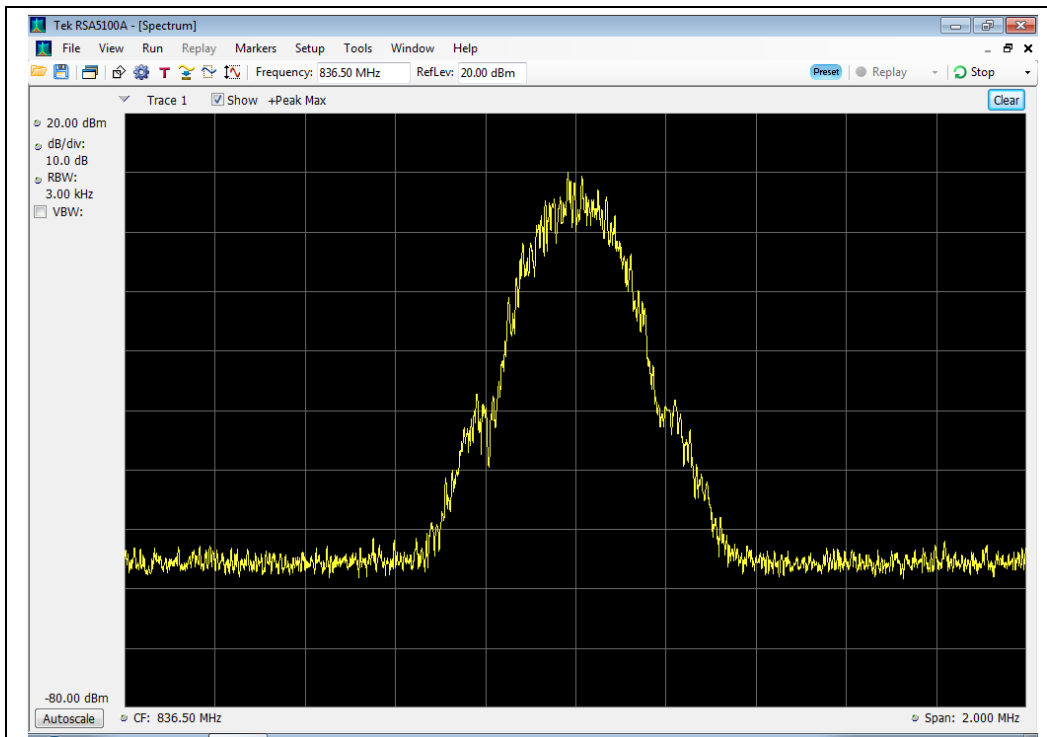 Tek RSA5100A - [Spectrum]
File View Run Replay Markers Setup Tools Window Help
T Frequency: 836.50 MHz RefLev: 20.00 dBm Preset Replay Stop
Trace 1 Show +Peak Max Clear
20.00 dBm
dB/div:
10.0 dB
RBW:
3.00 kHz
VBW:
-80.00 dBm
Autoscale CF: 836.50 MHz Span: 2.000 MHz